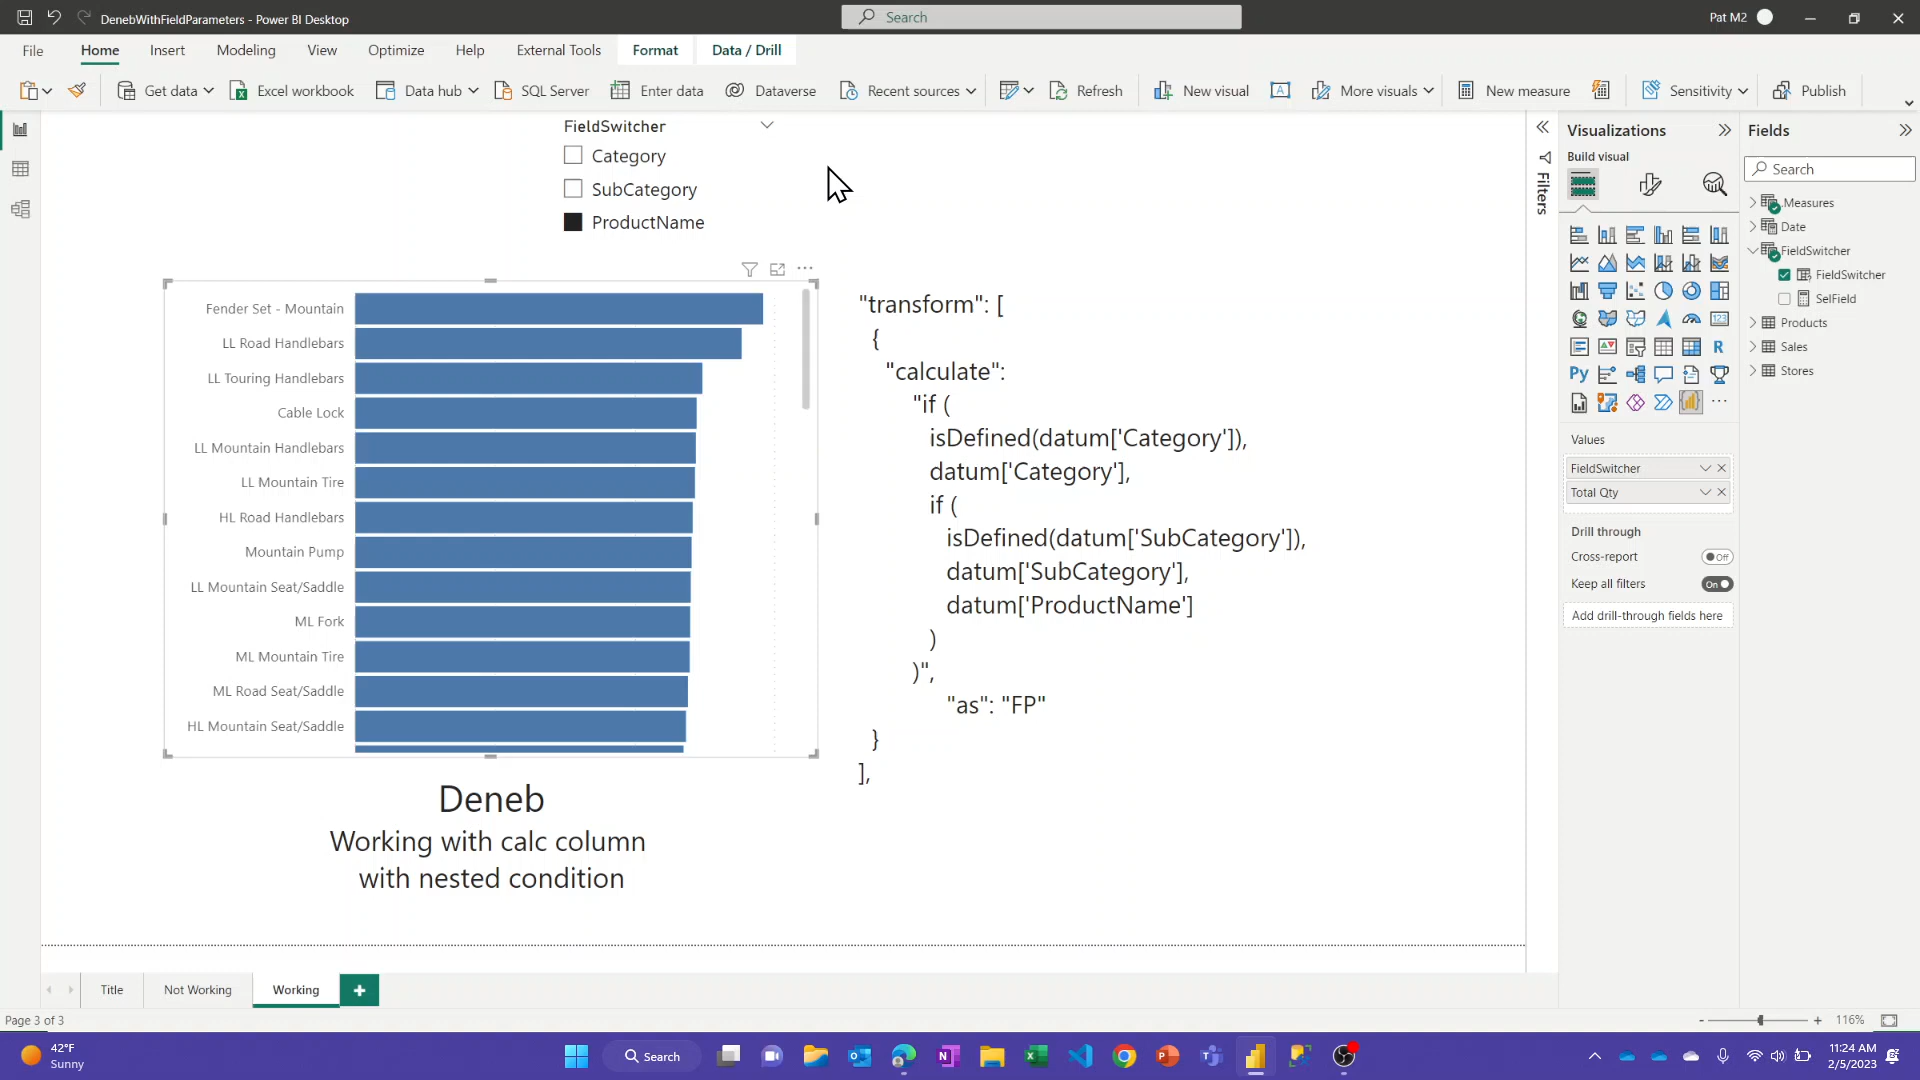 DenebWithFieldParameters - Power BI Desktop
Search
Pat M2
File
Home
Insert
Modeling
View
Optimize
Help
External Tools
Format
Data / Drill
Get data
Excel workbook
Data hub
SQL Server
Enter data
Dataverse
Recent sources
Refresh
New visual
More visuals
New measure
Sensitivity
Publish
FieldSwitcher
Category
SubCategory
ProductName
Fender Set - Mountain
LL Road Handlebars
LL Touring Handlebars
Cable Lock
LL Mountain Handlebars
LL Mountain Tire
HL Road Handlebars
Mountain Pump
LL Mountain Seat/Saddle
ML Fork
ML Mountain Tire
ML Road Seat/Saddle
HL Mountain Seat/Saddle
Deneb
Working with calc column
with nested condition
"transform": [
{
"calculate":
"if (
isDefined(datum['Category']),
datum['Category'],
if (
isDefined(datum['SubCategory']),
datum['SubCategory'],
datum['ProductName']
)
)",
"as": "FP"
}
],
Filters
Visualizations
Build visual
123
R
Py
Values
FieldSwitcher
Total Qty
Drill through
Cross-report
Off
Keep all filters
On
Add drill-through fields here
Fields
Search
.Measures
Date
FieldSwitcher
FieldSwitcher
SelField
Products
Sales
Stores
Title
Not Working
Working
Page 3 of 3
116%
42°F
Sunny
Search
11:24 AM
2/5/2023